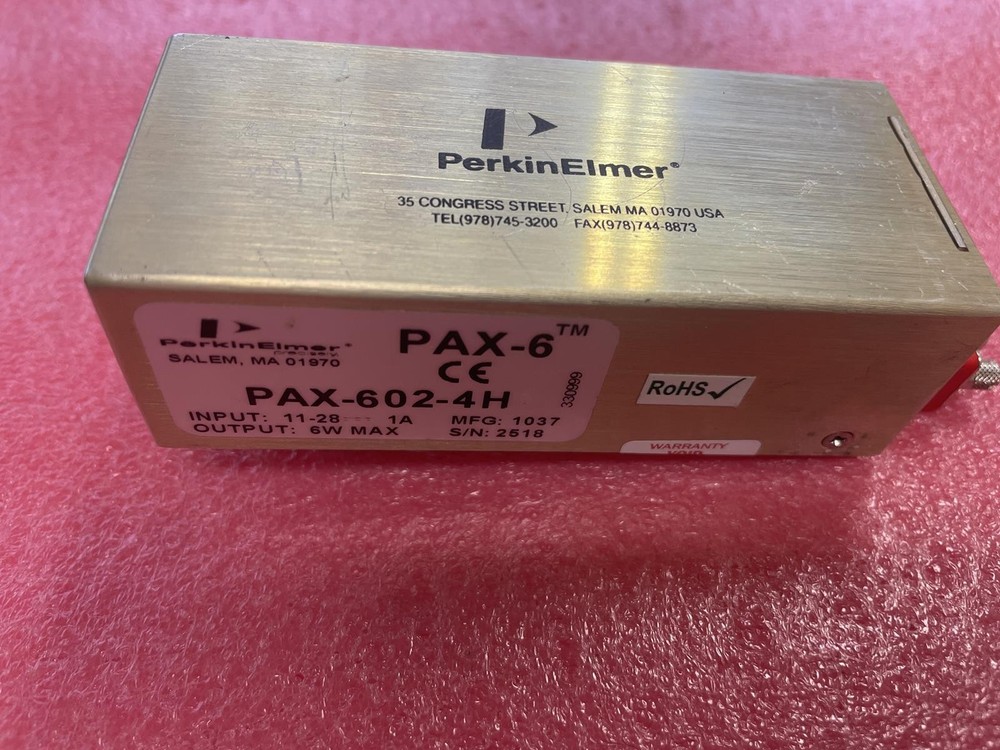 PerkinElmer®
35 CONGRESS STREET, SALEM MA 01970 USA
TEL(978)745-3200 FAX(978)744-8873
PerkinElmer®
SALEM, MA 01970
PAX-6™
CE
PAX-602-4H
INPUT: 11-28⎓ 1A MFG: 1037
OUTPUT: 6W MAX S/N: 2518
330999
RoHS✓
WARRANTY
VOID